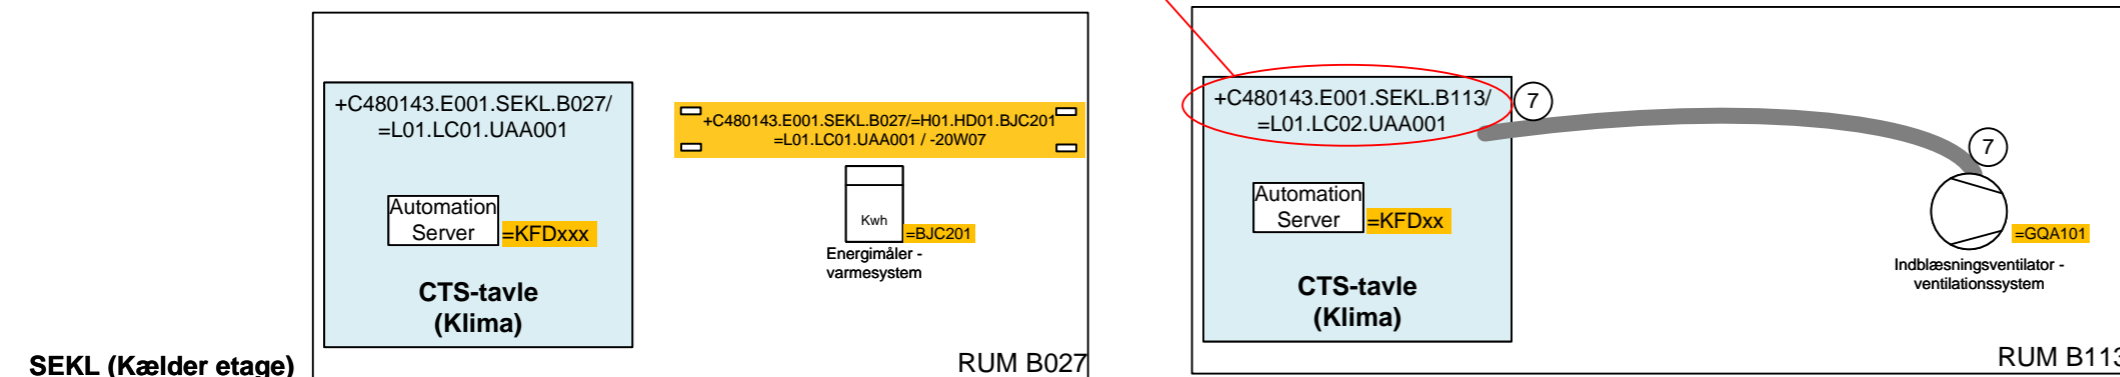 +C480143.E001.SEKL.B027/
=L01.LC01.UAA001
Automation
Server
=KFDxxx
CTS-tavle
(Klima)
+C480143.E001.SEKL.B027/=H01.HD01.BJC201
=L01.LC01.UAA001 / -20W07
Kwh
=BJC201
Energimåler -
varmesystem
RUM B027
SEKL (Kælder etage)
+C480143.E001.SEKL.B113/
=L01.LC02.UAA001
7
Automation
Server
=KFDxx
CTS-tavle
(Klima)
7
=GQA101
Indblæsningsventilator -
ventilationssystem
RUM B113